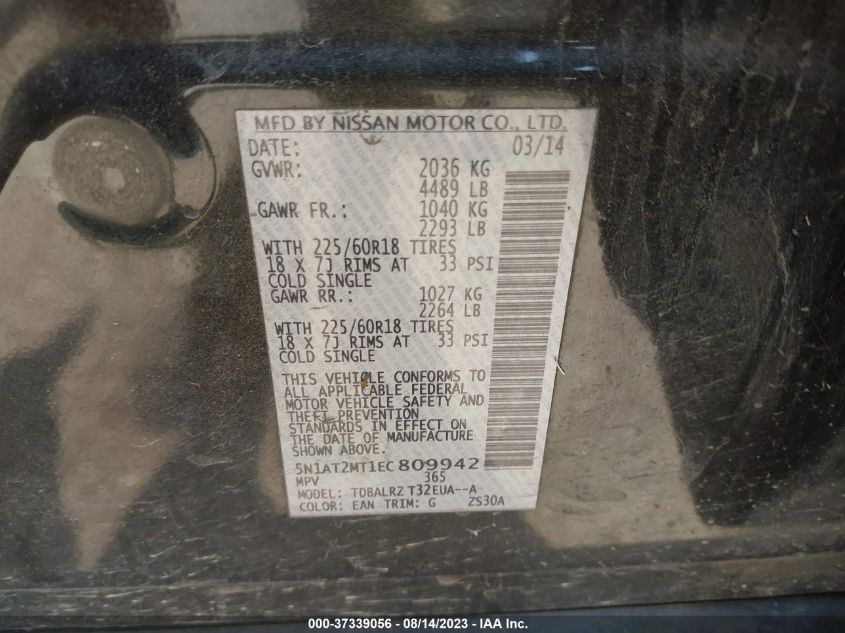 MFD BY NISSAN MOTOR CO., LTD.
DATE: 03/14
GVWR: 2036 KG
4489 LB
GAWR FR.: 1040 KG
2293 LB
WITH 225/60R18 TIRES
18 X 7J RIMS AT 33 PSI
COLD SINGLE
GAWR RR.: 1027 KG
2264 LB
WITH 225/60R18 TIRES
18 X 7J RIMS AT 33 PSI
COLD SINGLE
THIS VEHICLE CONFORMS TO
ALL APPLICABLE FEDERAL
MOTOR VEHICLE SAFETY AND
THEFT PREVENTION
STANDARDS IN EFFECT ON
THE DATE OF MANUFACTURE
SHOWN ABOVE.
5N1AT2MT1EC809942
MPV 365
MODEL: TDBALRZ T32EUA--A
COLOR: EAN TRIM: G ZS30A
000-37339056 - 08/14/2023 - IAA Inc.